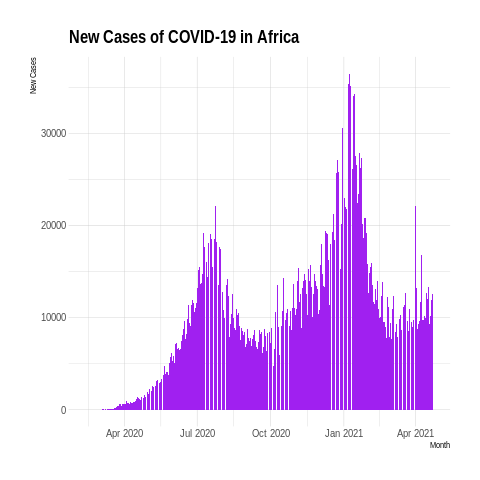 New Cases of COVID-19 in Africa
New Cases
30000
20000
10000
0
Apr 2020 Jul 2020 Oct 2020 Jan 2021 Apr 2021
Month